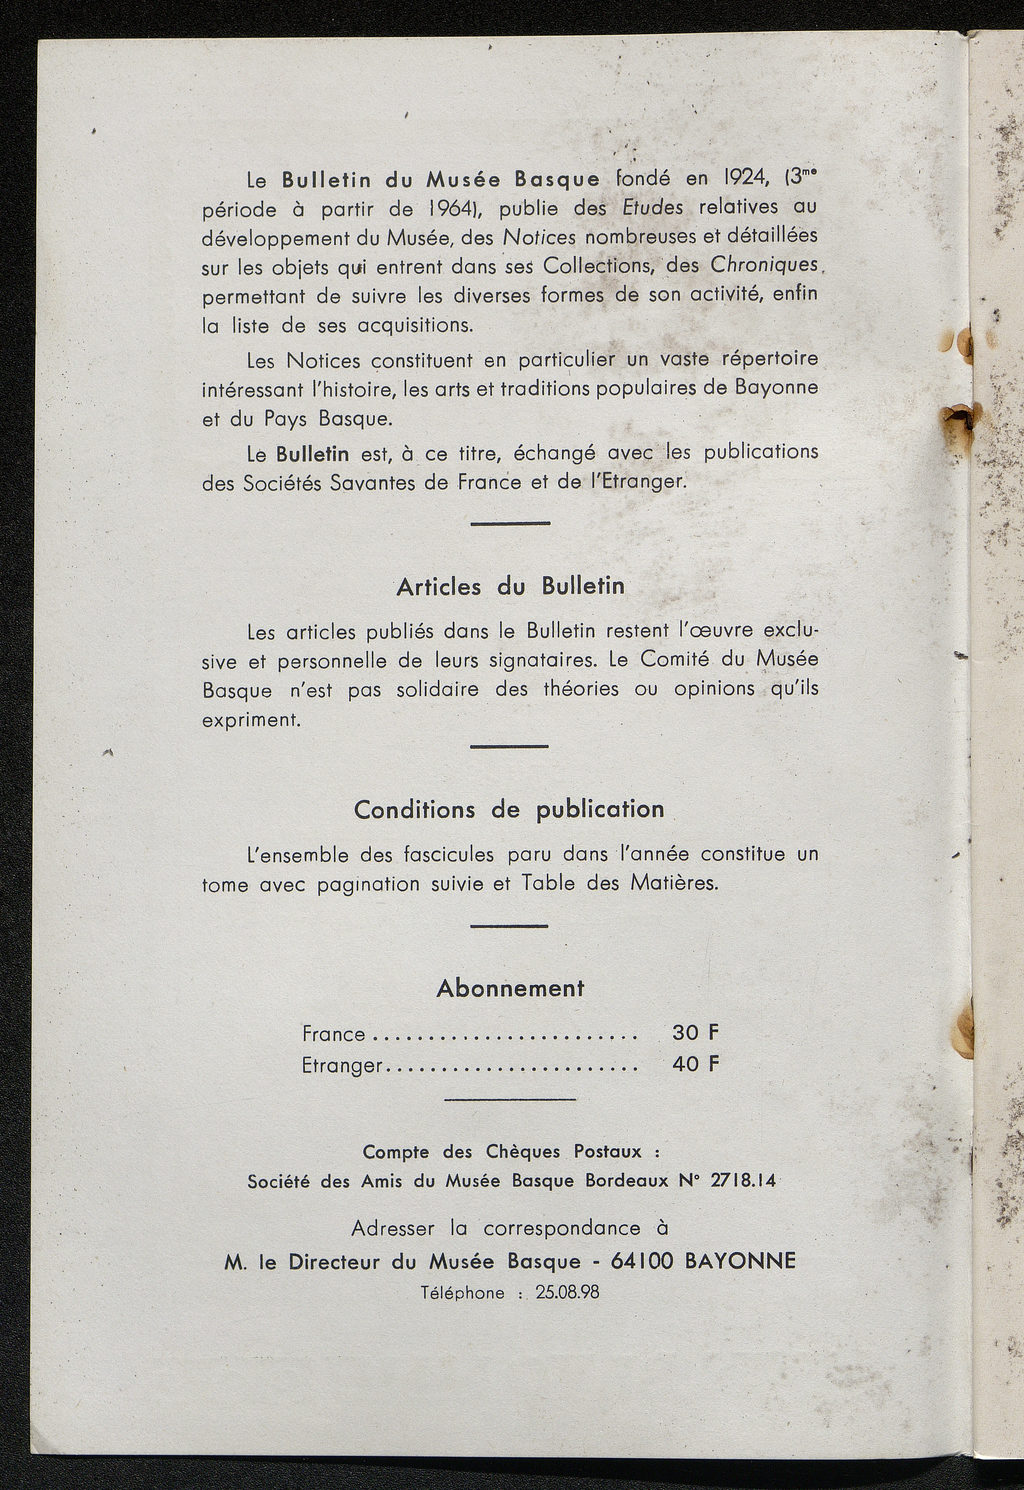 Le Bulletin du Musée Basque fondé en 1924, (3me
période à partir de 1964), publie des Etudes relatives au
développement du Musée, des Notices nombreuses et détaillées
sur les objets qui entrent dans ses Collections, des Chroniques,
permettant de suivre les diverses formes de son activité, enfin
la liste de ses acquisitions.
Les Notices constituent en particulier un vaste répertoire
intéressant l'histoire, les arts et traditions populaires de Bayonne
et du Pays Basque.
Le Bulletin est, à ce titre, échangé avec les publications
des Sociétés Savantes de France et de l'Etranger.
Articles du Bulletin
Les articles publiés dans le Bulletin restent l'œuvre exclu-
sive et personnelle de leurs signataires. Le Comité du Musée
Basque n'est pas solidaire des théories ou opinions qu'ils
expriment.
Conditions de publication
L'ensemble des fascicules paru dans l'année constitue un
tome avec pagination suivie et Table des Matières.
Abonnement
France ........................ 30 F
Etranger....................... 40 F
Compte des Chèques Postaux :
Société des Amis du Musée Basque Bordeaux N° 2718.14
Adresser la correspondance à
M. le Directeur du Musée Basque - 64100 BAYONNE
Téléphone : 25.08.98